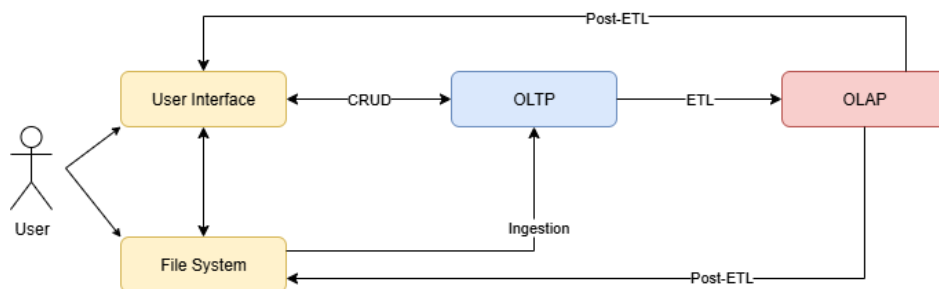 Post-ETL
User Interface
CRUD
OLTP
ETL
OLAP
User
Ingestion
File System
Post-ETL